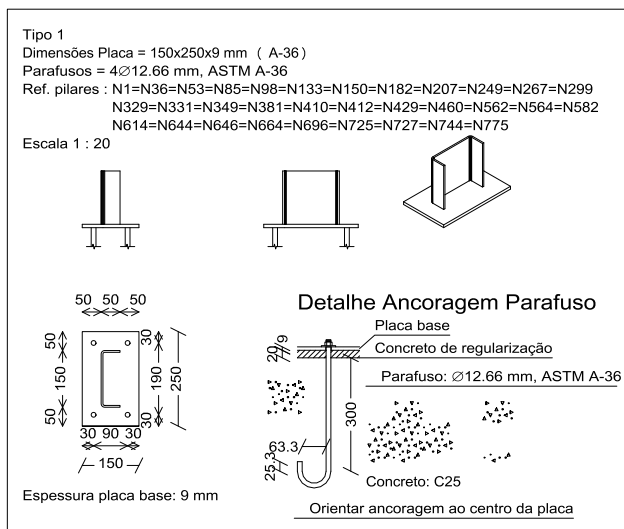 Tipo 1
Dimensões Placa = 150x250x9 mm ( A-36 )
Parafusos = 4∅12.66 mm, ASTM A-36
Ref. pilares : N1=N36=N53=N85=N98=N133=N150=N182=N207=N249=N267=N299
N329=N331=N349=N381=N410=N412=N429=N460=N562=N564=N582
N614=N644=N646=N664=N696=N725=N727=N744=N775
Escala 1 : 20
50 50 50
50
150
50
30
190
30
250
30 90 30
150
Espessura placa base: 9 mm
Detalhe Ancoragem Parafuso
Placa base
Concreto de regularização
Parafuso: ∅12.66 mm, ASTM A-36
20
9
300
63.3
25.3
Concreto: C25
Orientar ancoragem ao centro da placa